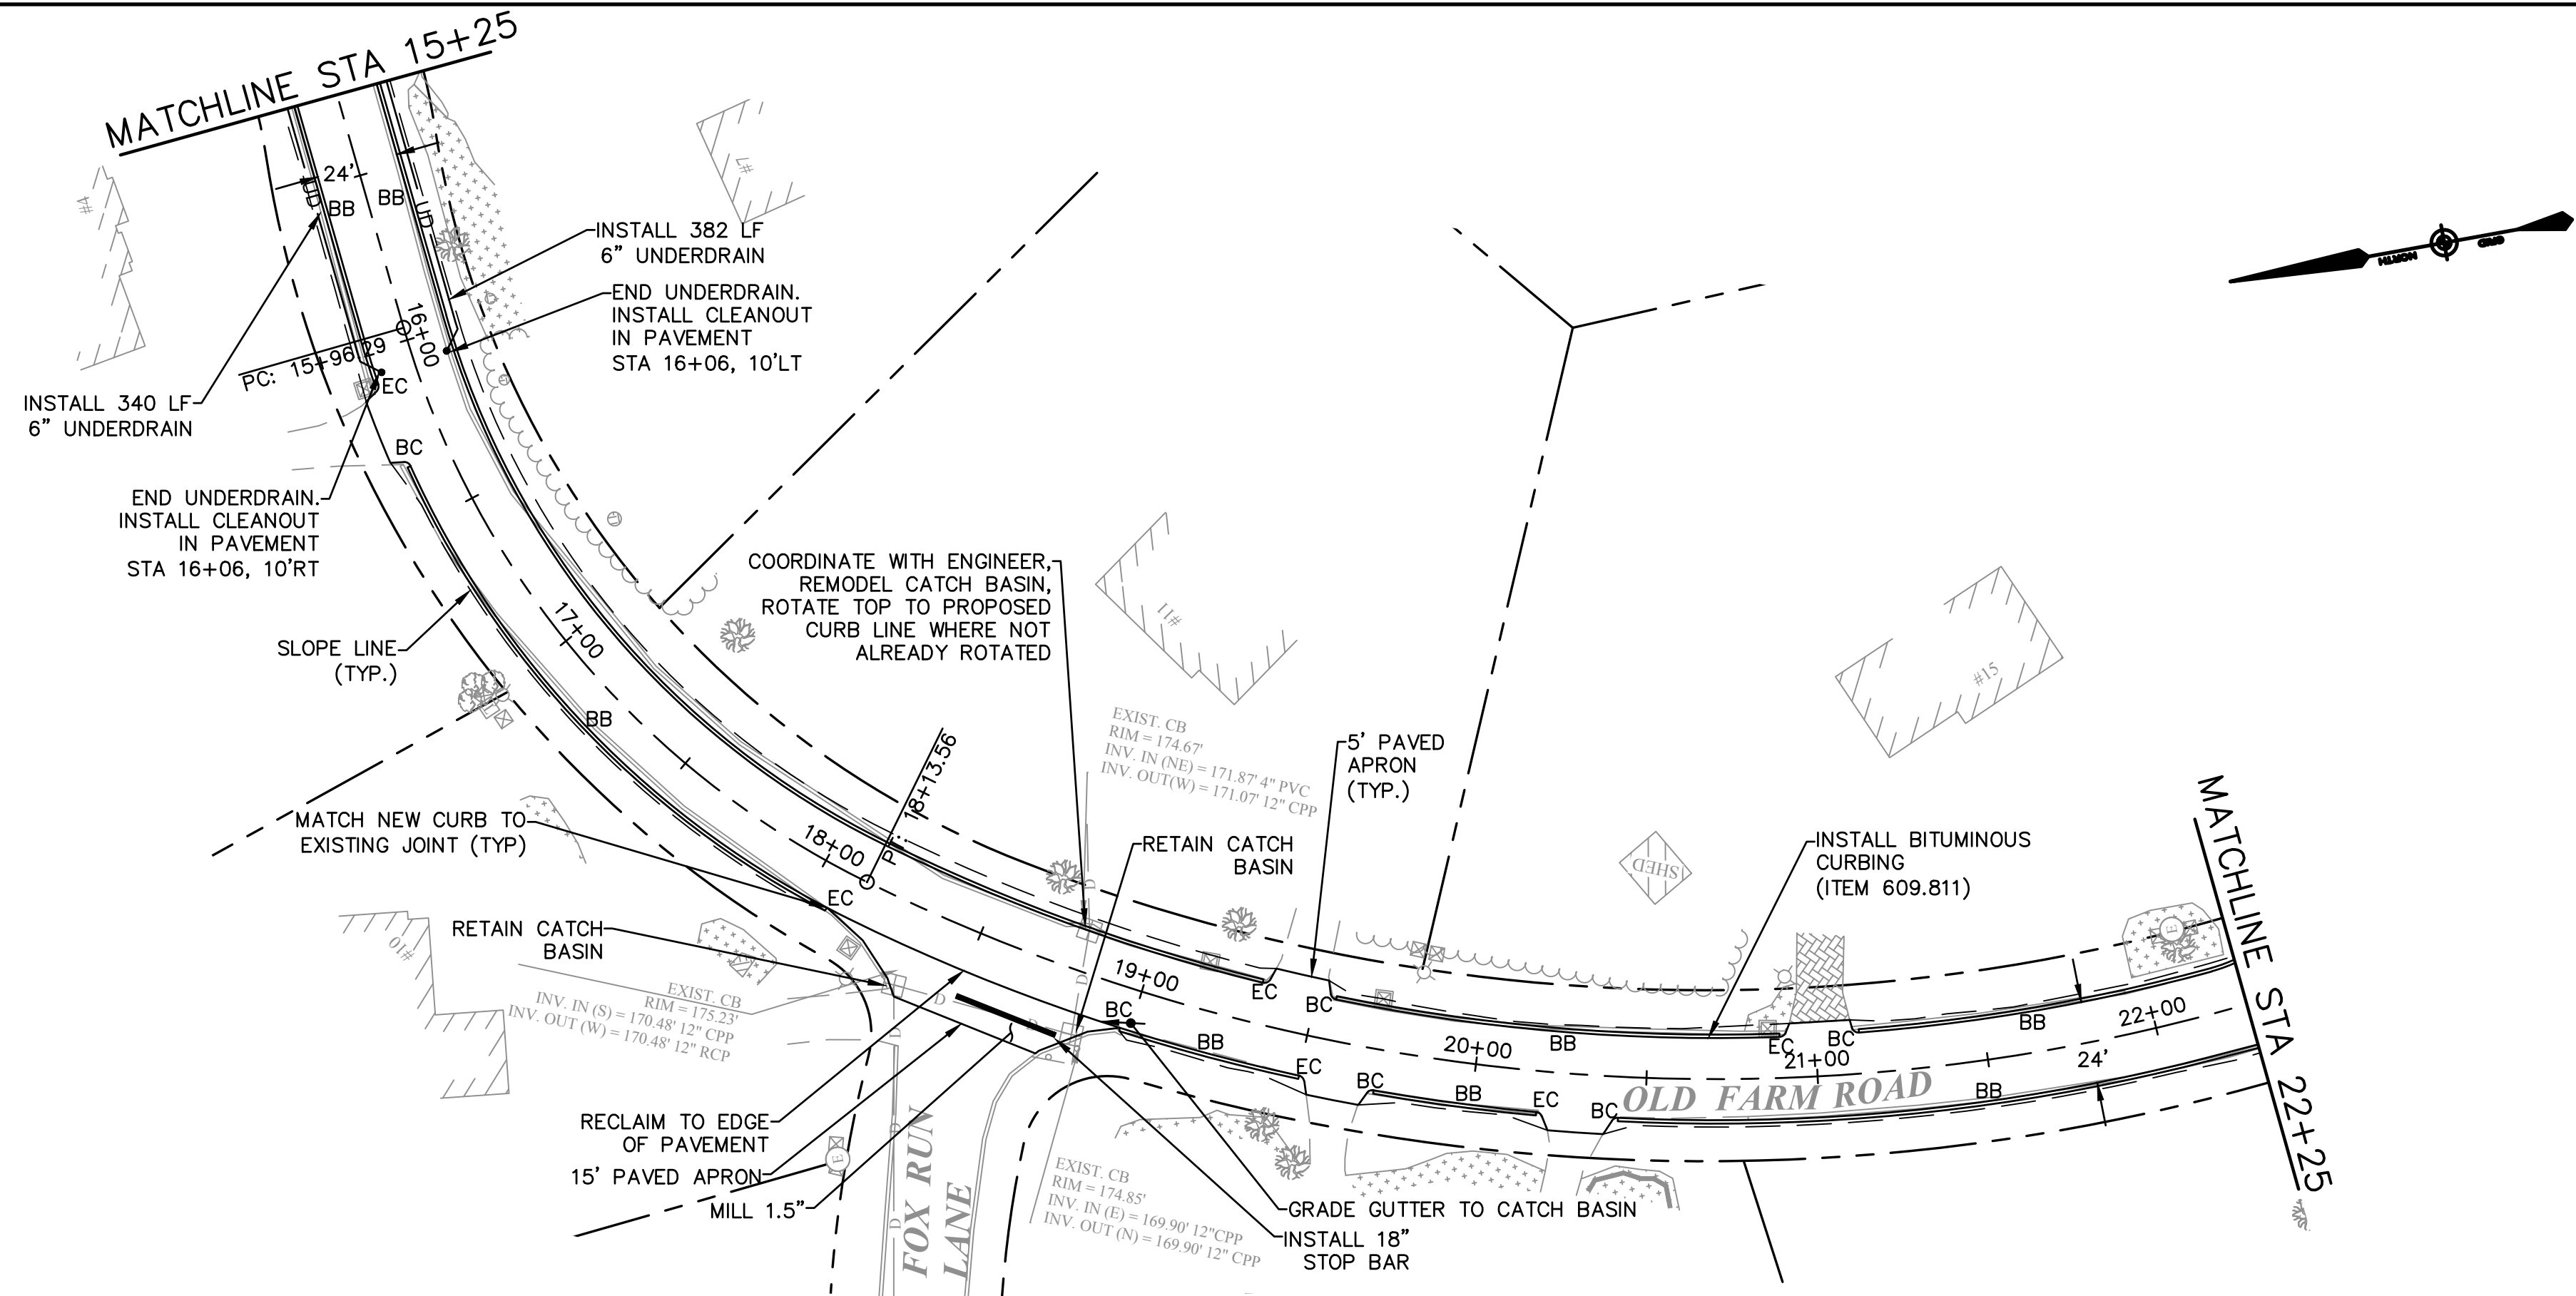 MATCHLINE STA 15+25
#4
24'
UD
BB
BB
UD
#7
INSTALL 382 LF
6" UNDERDRAIN
END UNDERDRAIN.
INSTALL CLEANOUT
IN PAVEMENT
STA 16+06, 10'LT
NORTH
GRID
16+00
PC: 15+96.29
EC
INSTALL 340 LF
6" UNDERDRAIN
BC
END UNDERDRAIN.
INSTALL CLEANOUT
IN PAVEMENT
STA 16+06, 10'RT
SLOPE LINE
(TYP.)
17+00
BB
COORDINATE WITH ENGINEER,
REMODEL CATCH BASIN,
ROTATE TOP TO PROPOSED
CURB LINE WHERE NOT
ALREADY ROTATED
#11
#15
EXIST. CB
RIM = 174.67'
INV. IN (NE) = 171.87' 4" PVC
INV. OUT(W) = 171.07' 12" CPP
5' PAVED
APRON
(TYP.)
MATCH NEW CURB TO
EXISTING JOINT (TYP)
18+00
PT: 18+13.56
RETAIN CATCH
BASIN
SHED
INSTALL BITUMINOUS
CURBING
(ITEM 609.811)
MATCHLINE STA 22+25
EC
RETAIN CATCH
BASIN
#10
EXIST. CB
RIM = 175.23'
INV. IN (S) = 170.48' 12" CPP
INV. OUT (W) = 170.48' 12" RCP
D
D
D
D
D
D
D
19+00
EC
BC
BC
BB
EC
BC
BB
EC
BC
20+00
BB
EC
BC
21+00
BB
22+00
24'
BB
E
OLD FARM ROAD
RECLAIM TO EDGE
OF PAVEMENT
15' PAVED APRON
MILL 1.5"
E
FOX RUN
LANE
EXIST. CB
RIM = 174.85'
INV. IN (E) = 169.90' 12"CPP
INV. OUT (N) = 169.90' 12" CPP
GRADE GUTTER TO CATCH BASIN
INSTALL 18"
STOP BAR